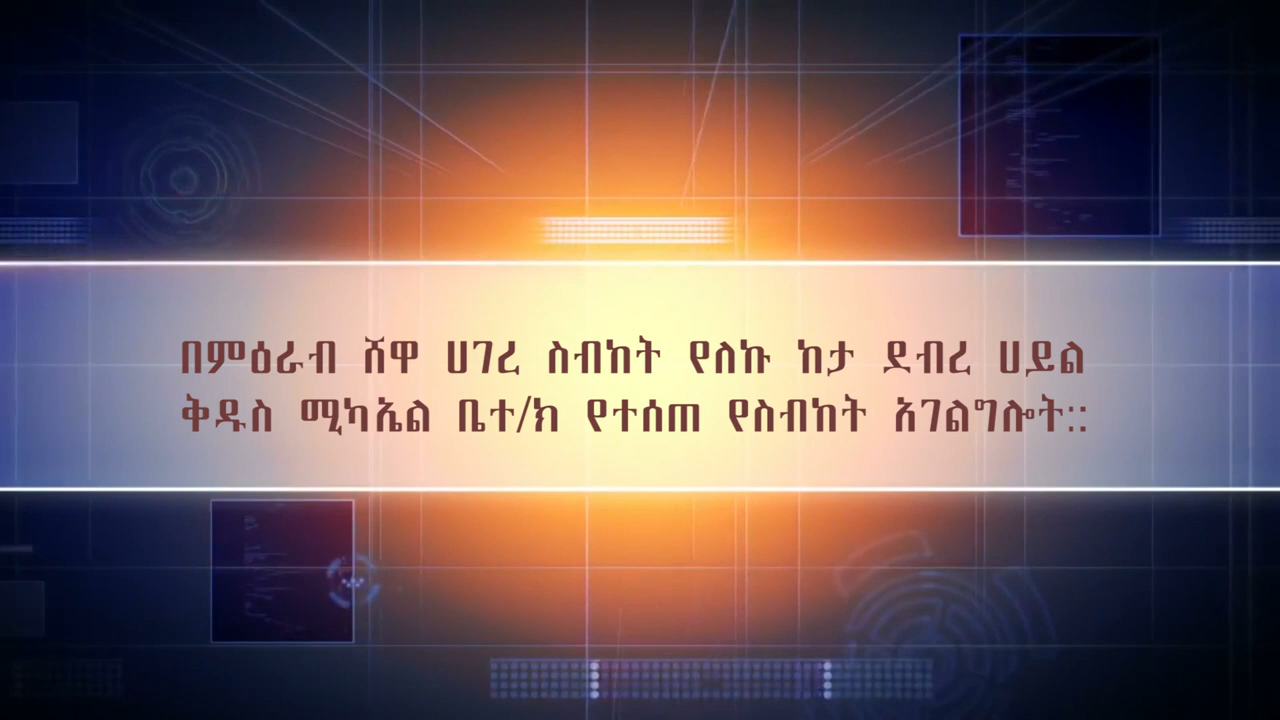 በምዕራብ ሸዋ ሀገረ ስብከት የለኩ ከታ ደብረ ሀይል
ቅዱስ ሚካኤል ቤተ/ክ የተሰጠ የስብከት አገልግሎት::